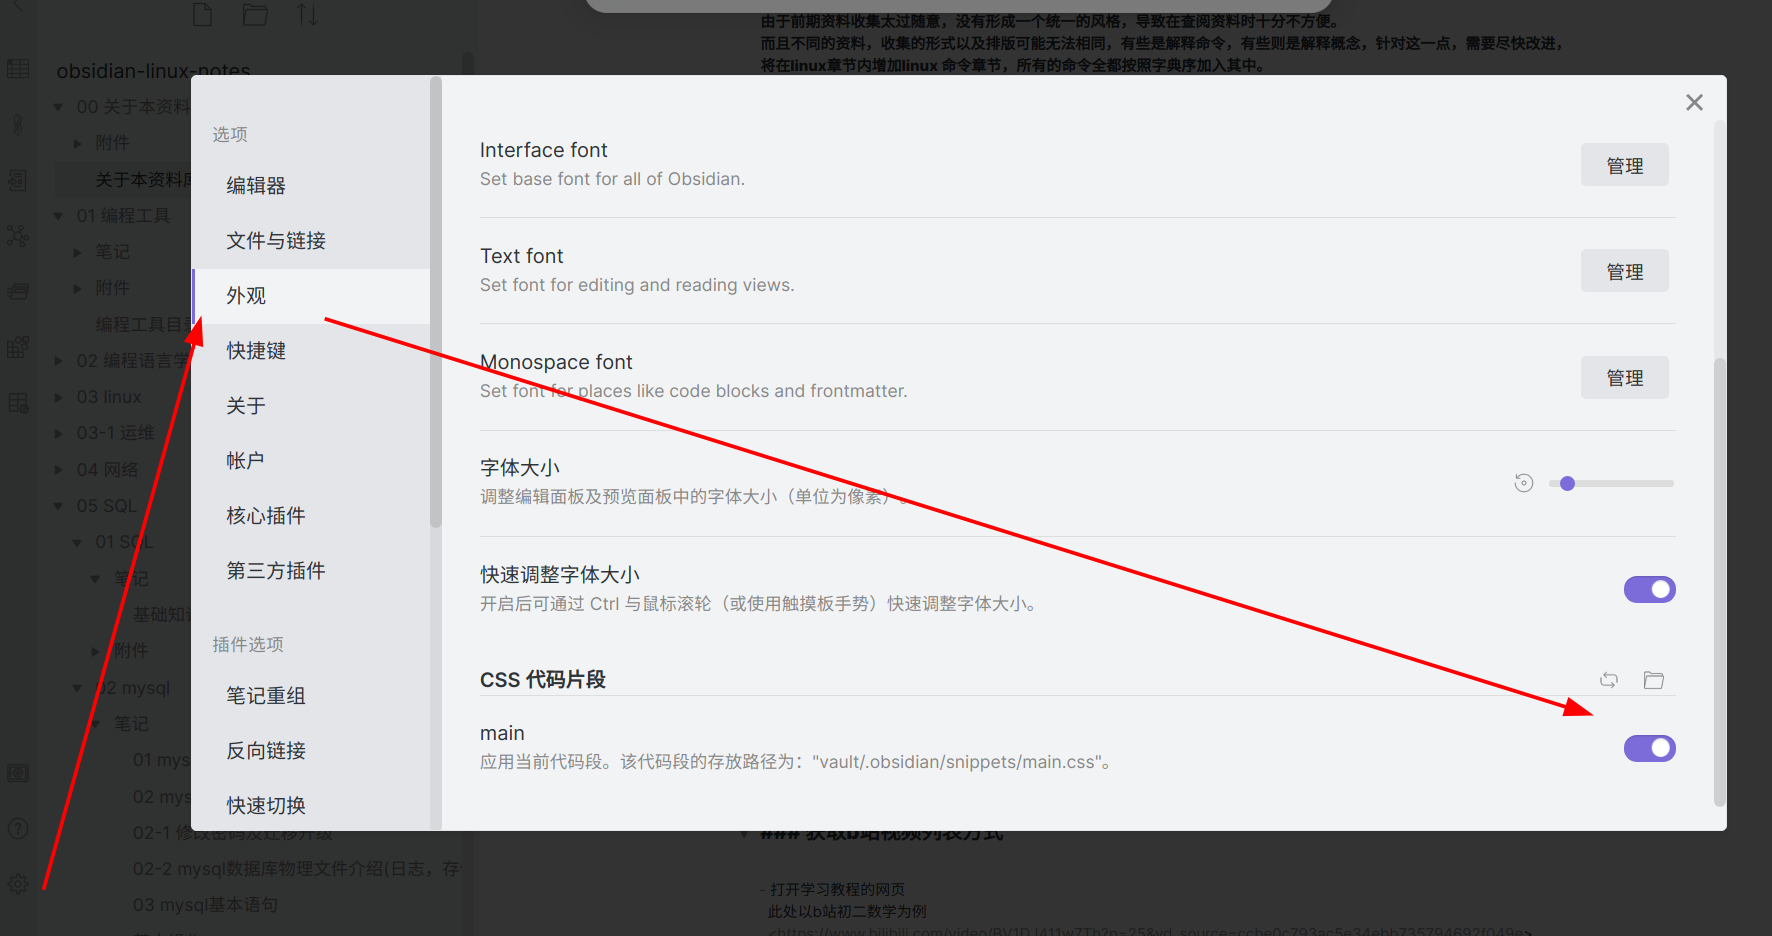 由于前期资料收集太过随意，没有形成一个统一的风格，导致在查阅资料时十分不方便。
而且不同的资料，收集的形式以及排版可能无法相同，有些是解释命令，有些则是解释概念，针对这一点，需要尽快改进，
将在linux章节内增加linux 命令章节，所有的命令全都按照字典序加入其中。
obsidian-linux-notes
00 关于本资料
附件
关于本资料库
01 编程工具
笔记
附件
编程工具目录
02 编程语言学
03 linux
03-1 运维
04 网络
05 SQL
01 SQL
笔记
基础知识
附件
02 mysql
笔记
01 mys
02 mys
02-1 修改密码及迁移升级
02-2 mysql数据库物理文件介绍(日志，存
03 mysql基本语句
选项
编辑器
文件与链接
外观
快捷键
关于
帐户
核心插件
第三方插件
插件选项
笔记重组
反向链接
快速切换
Interface font
Set base font for all of Obsidian.
管理
Text font
Set font for editing and reading views.
管理
Monospace font
Set font for places like code blocks and frontmatter.
管理
字体大小
调整编辑面板及预览面板中的字体大小（单位为像素）。
快速调整字体大小
开启后可通过 Ctrl 与鼠标滚轮（或使用触摸板手势）快速调整字体大小。
CSS 代码片段
main
应用当前代码段。该代码段的存放路径为："vault/.obsidian/snippets/main.css"。
### 获取b站视频列表方式
- 打开学习教程的网页
此处以b站初二数学为例